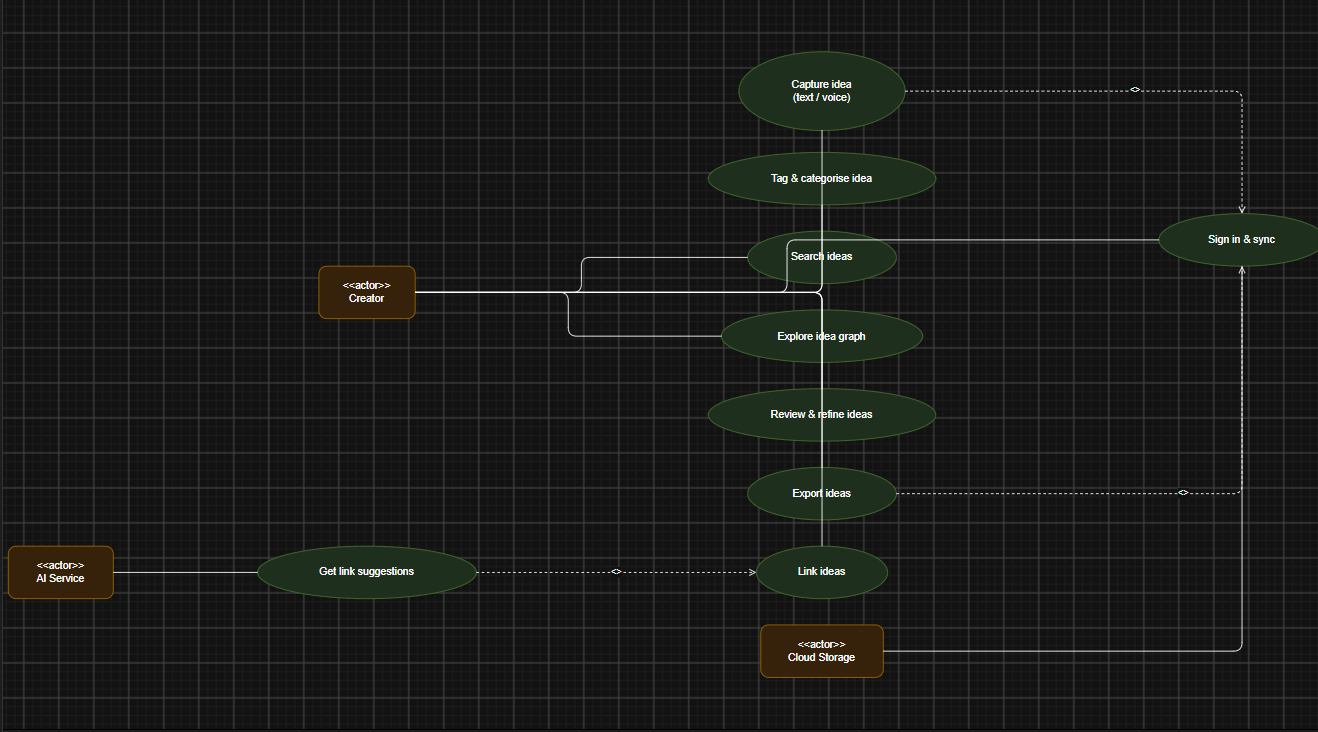 Capture idea
(text / voice)
<>
Tag & categorise idea
Sign in & sync
Search ideas
<<actor>>
Creator
Explore idea graph
Review & refine ideas
Export ideas
<>
<<actor>>
AI Service
Get link suggestions
<>
Link ideas
<<actor>>
Cloud Storage